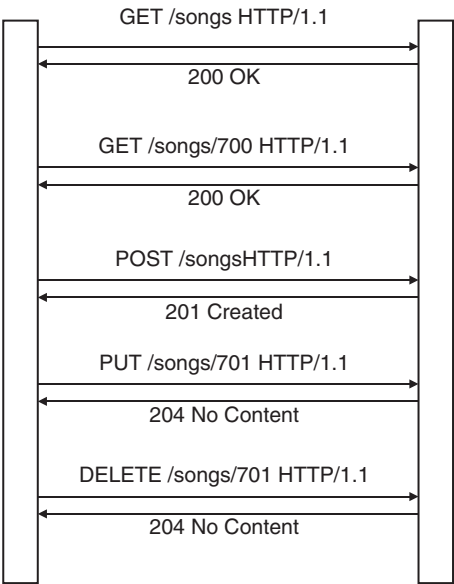 GET /songs HTTP/1.1
200 OK
GET /songs/700 HTTP/1.1
200 OK
POST /songsHTTP/1.1
201 Created
PUT /songs/701 HTTP/1.1
204 No Content
DELETE /songs/701 HTTP/1.1
204 No Content